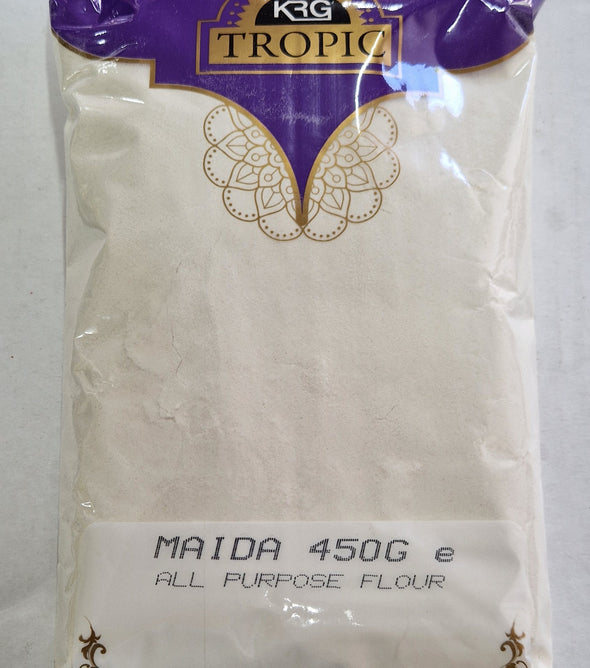 KRG
TROPIC
MAIDA 450G e
ALL PURPOSE FLOUR